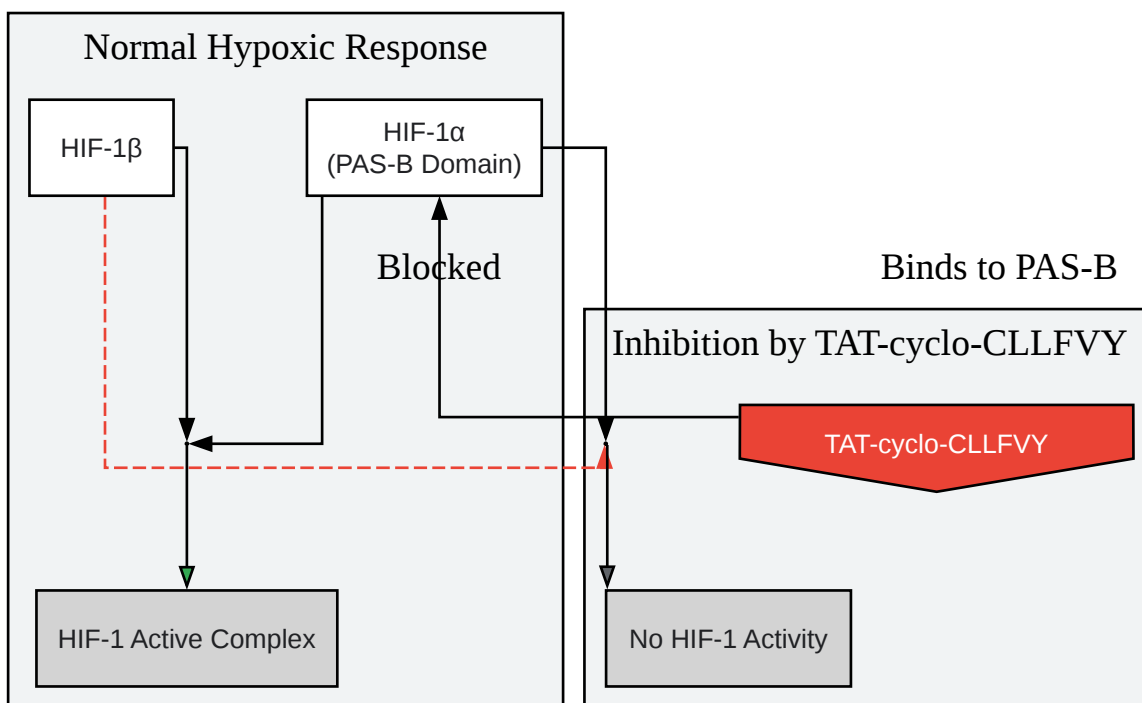 Normal Hypoxic Response
HIF-1β
HIF-1α
(PAS-B Domain)
Blocked
Binds to PAS-B
Inhibition by TAT-cyclo-CLLFVY
TAT-cyclo-CLLFVY
HIF-1 Active Complex
No HIF-1 Activity